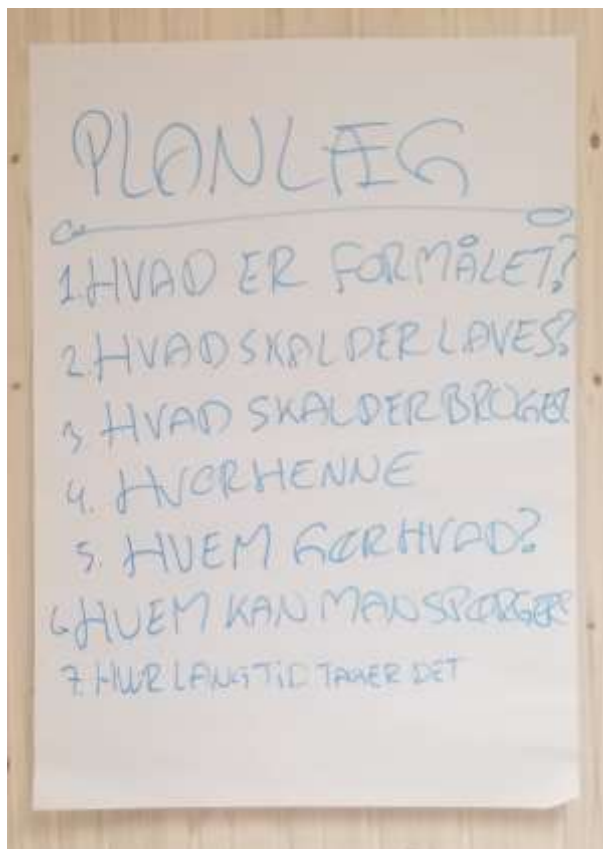 PLANLÆG
1. HVAD ER FORMÅLET?
2. HVAD SKAL DER LAVES?
3. HVAD SKAL DER BRUGES
4. HVORHENNE
5. HVEM GØR HVAD?
6. HVEM KAN MAN SPØRGE?
7. HVOR LANG TID TAGER DET